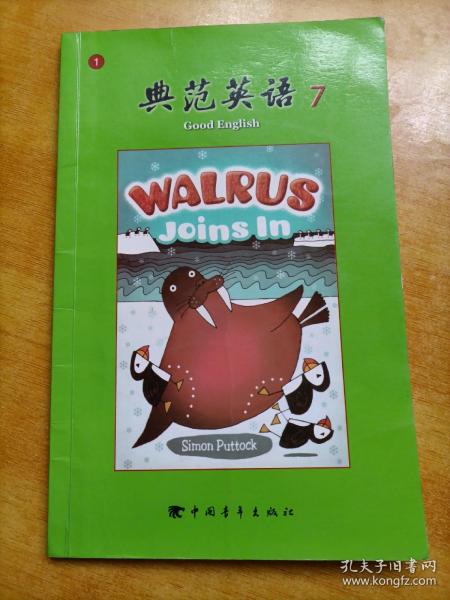 1
典范英语 7
Good English
WALRUS
Joins In
Simon Puttock
中国青年出版社
孔夫子旧书网
www.kongfz.com